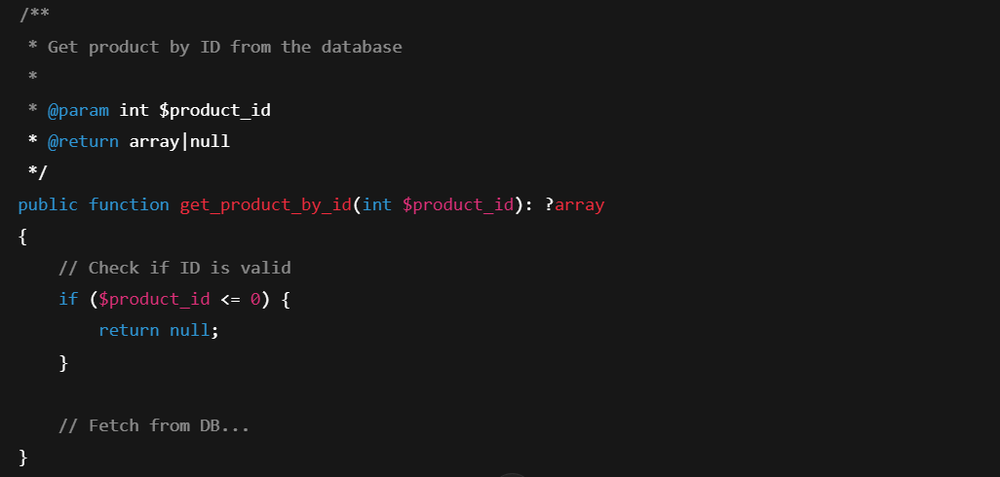 /**
 * Get product by ID from the database
 *
 * @param int $product_id
 * @return array|null
 */
public function get_product_by_id(int $product_id): ?array
{
    // Check if ID is valid
    if ($product_id <= 0) {
        return null;
    }

    // Fetch from DB...
}